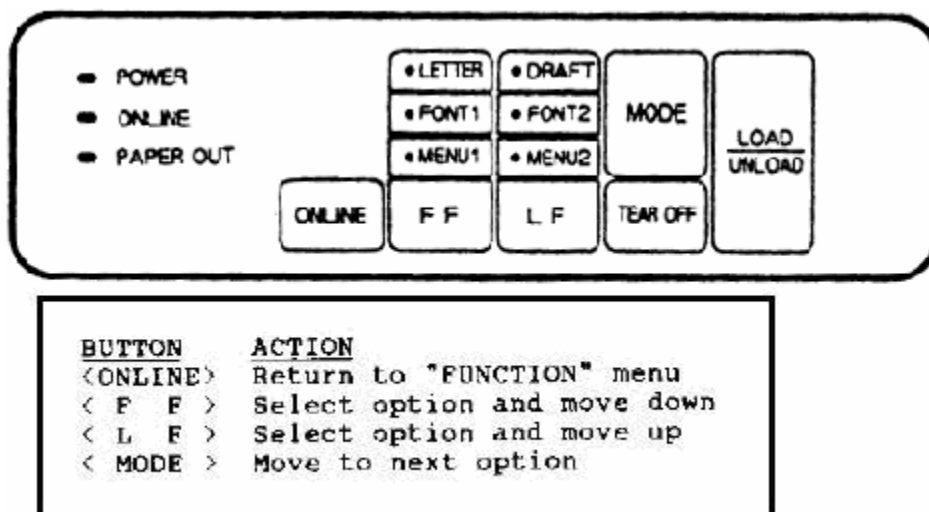 POWER
ONLINE
PAPER OUT
LETTER
DRAFT
FONT1
FONT2
MENU1
MENU2
MODE
LOAD
UNLOAD
ONLINE
F F
L F
TEAR OFF
BUTTON ACTION
<ONLINE> Return to "FUNCTION" menu
< F F > Select option and move down
< L F > Select option and move up
< MODE > Move to next option